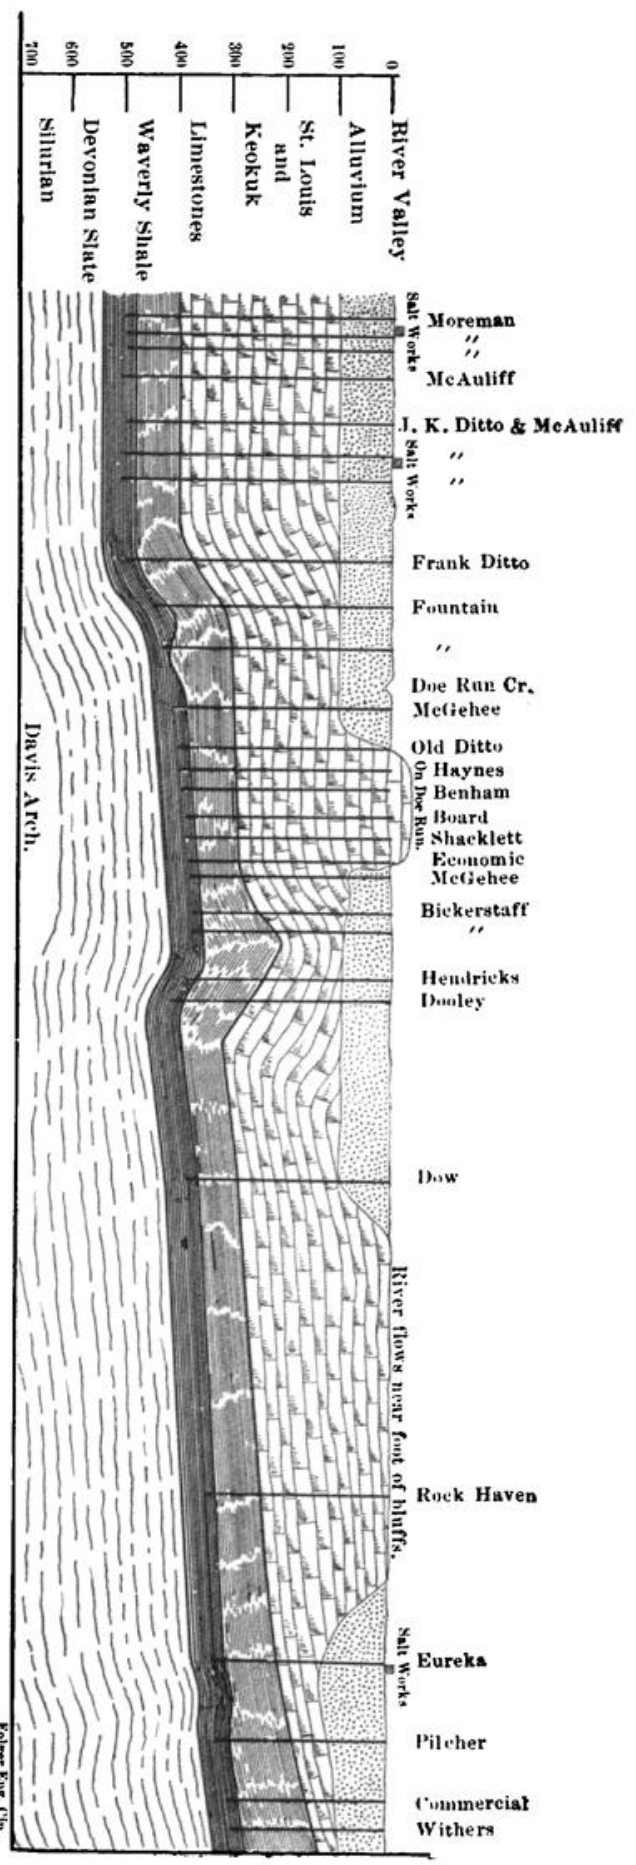 700
600
500
400
300
200
100
0
River Valley
Alluvium
St. Louis
and
Keokuk
Limestones
Waverly Shale
Devonian Slate
Silurian
Moreman
"
"
Salt Works
McAuliff
J. K. Ditto & McAuliff
"
"
Salt Works
Frank Ditto
Fountain
"
Doe Run Cr.
McGehee
Old Ditto
Haynes
Benham
Board
Shacklett
Economic
On Doe Run.
McGehee
Bickerstaff
"
Hendricks
Dooley
Davis Arch.
Dow
River flows near foot of bluffs.
Rock Haven
Eureka
Salt Works
Pilcher
Commercial
Withers